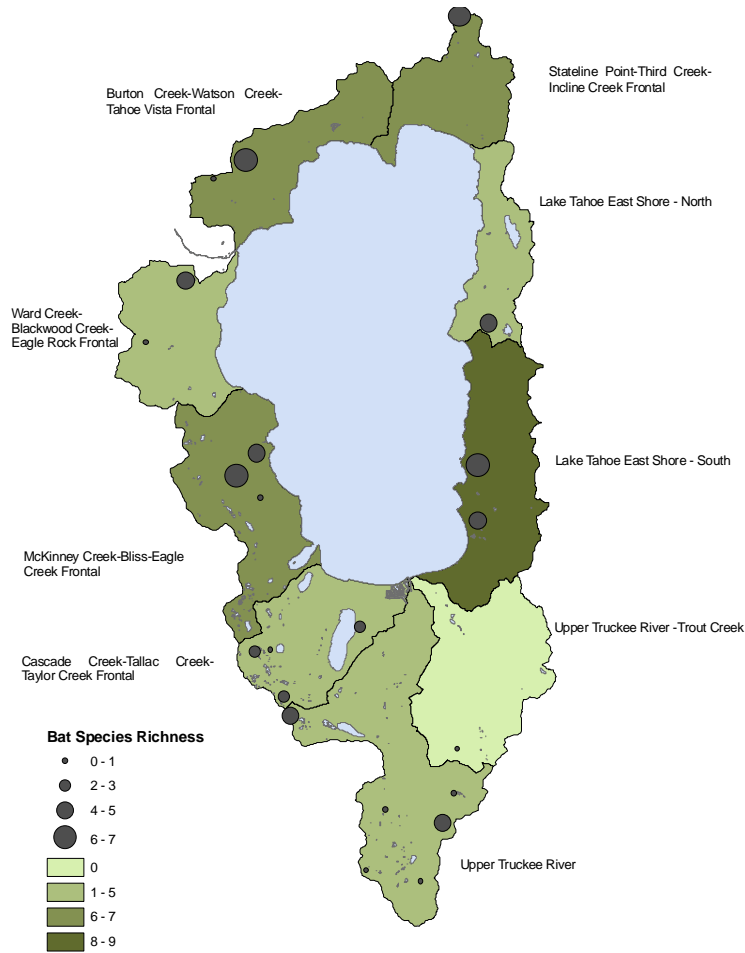 Stateline Point-Third Creek-
Incline Creek Frontal
Burton Creek-Watson Creek-
Tahoe Vista Frontal
Lake Tahoe East Shore - North
Ward Creek-
Blackwood Creek-
Eagle Rock Frontal
Lake Tahoe East Shore - South
McKinney Creek-Bliss-Eagle
Creek Frontal
Upper Truckee River -Trout Creek
Cascade Creek-Tallac Creek-
Taylor Creek Frontal
Bat Species Richness
0 - 1
2 - 3
4 - 5
6 - 7
0
1 - 5
6 - 7
8 - 9
Upper Truckee River